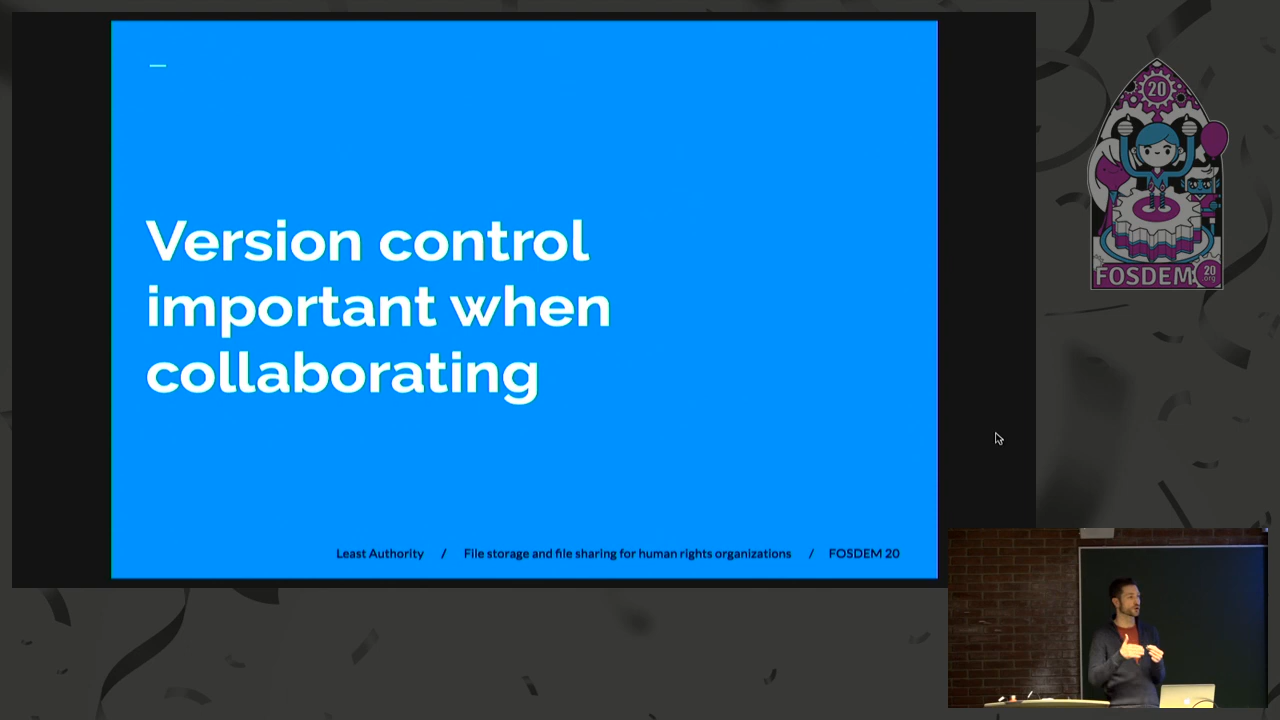 Version control
important when
collaborating
Least Authority / File storage and file sharing for human rights organizations / FOSDEM 20
20
FOSDEM
20
org